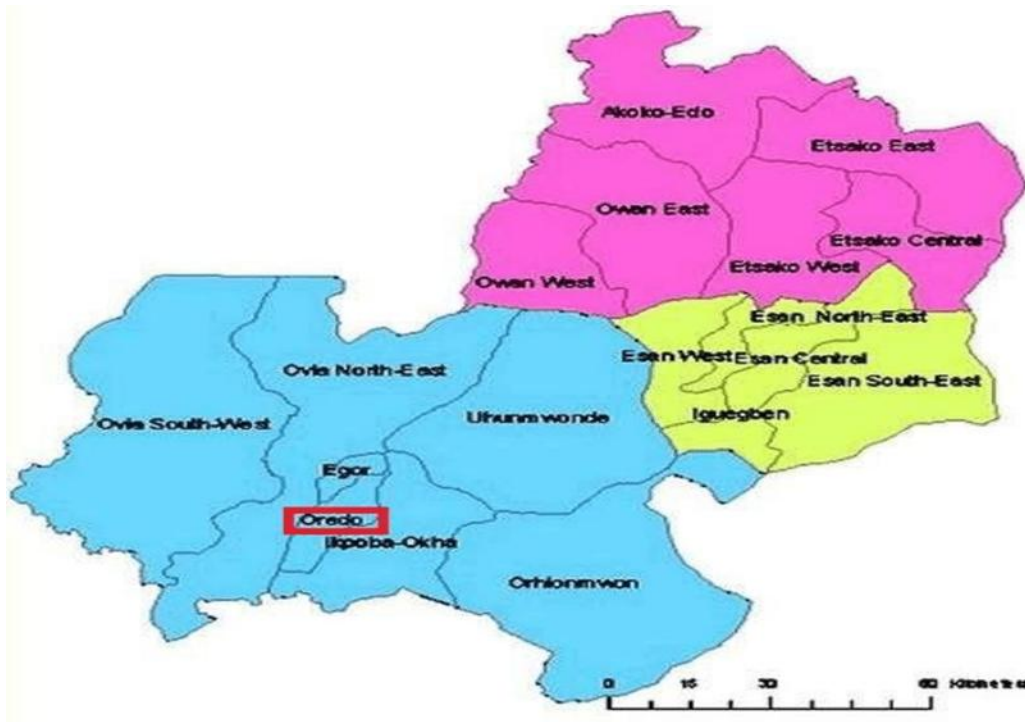 Akoko-Edo
Etsako East
Owan East
Etsako Central
Etsako West
Owan West
Esan North-East
Esan West
Esan Central
Esan South-East
Ovia North-East
Iguegben
Uhunmwonde
Ovia South-West
Egor
Oredo
Ikpoba-Okha
Orhionmwon
0 15 30 60 Kilometers